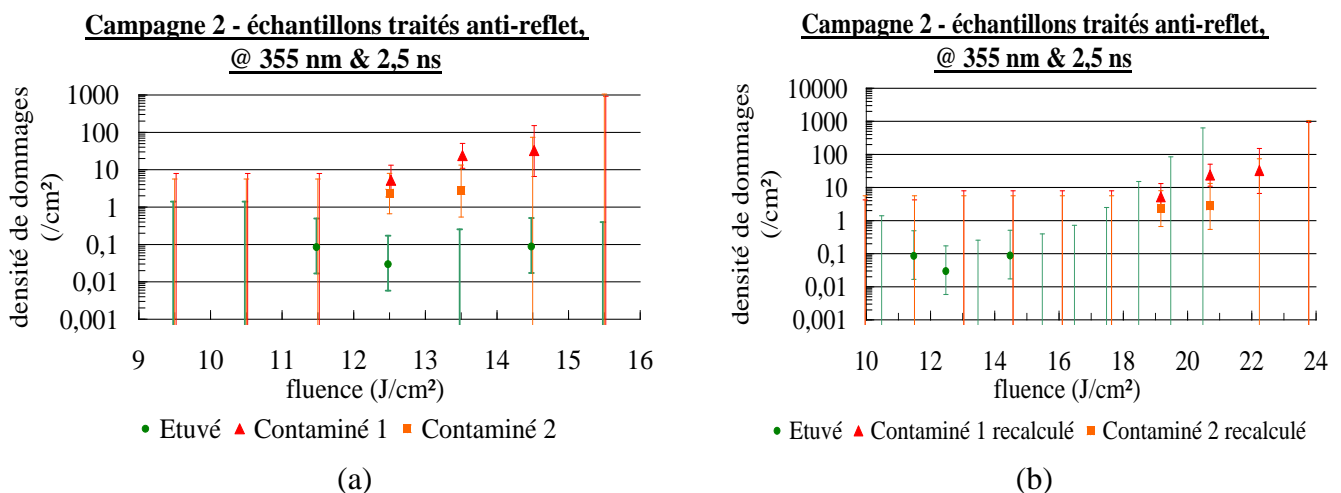 Campagne 2 - échantillons traités anti-reflet,
@ 355 nm & 2,5 ns
densité de dommages
(/cm²)
1000
100
10
1
0,1
0,01
0,001
9 10 11 12 13 14 15 16
fluence (J/cm²)
Etuvé Contaminé 1 Contaminé 2
(a)
Campagne 2 - échantillons traités anti-reflet,
@ 355 nm & 2,5 ns
densité de dommages
(/cm²)
10000
1000
100
10
1
0,1
0,01
0,001
10 12 14 16 18 20 22 24
fluence (J/cm²)
Etuvé Contaminé 1 recalculé Contaminé 2 recalculé
(b)